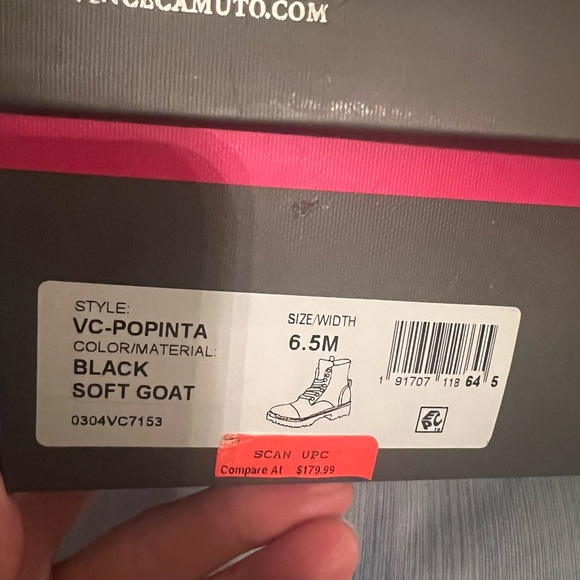 VINCECAMUTO.COM
STYLE:
VC-POPINTA
COLOR/MATERIAL:
BLACK
SOFT GOAT
0304VC7153
SIZE/WIDTH
6.5M
1 91707 118 64 5
SCAN UPC
Compare At $179.99